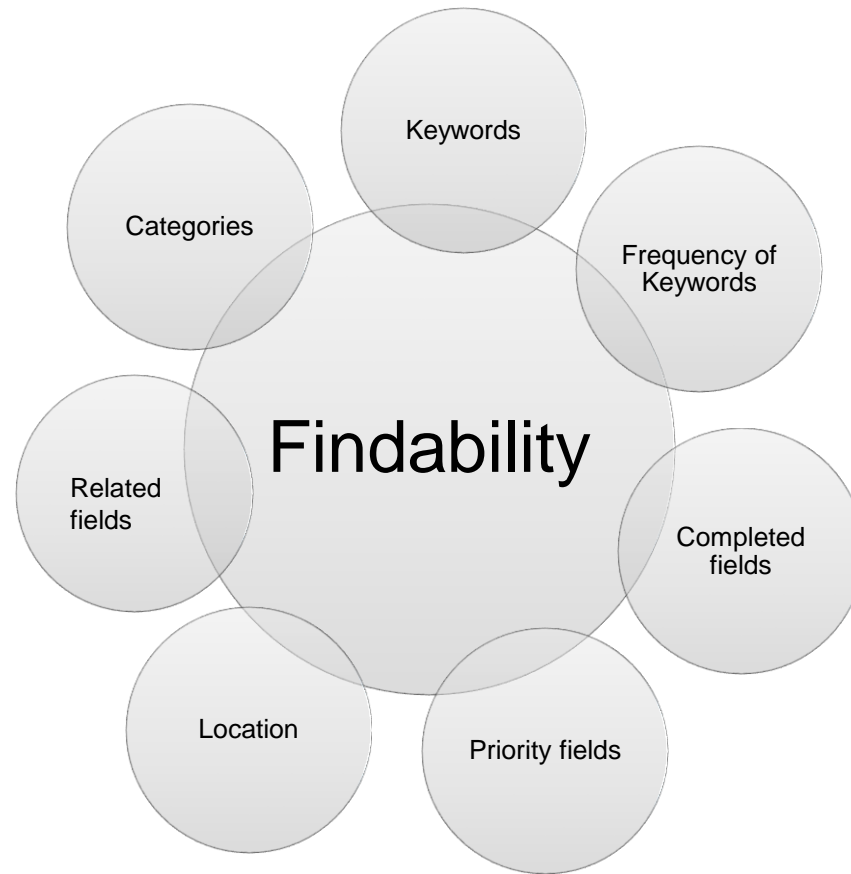 Keywords
Categories
Frequency of
Keywords
Findability
Related
fields
Completed
fields
Location
Priority fields